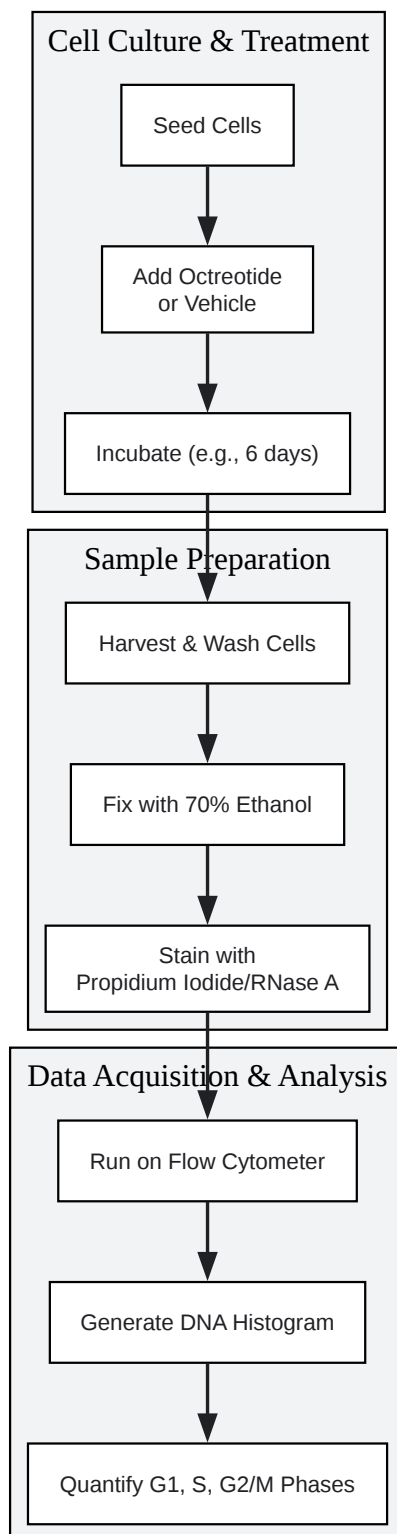 Cell Culture & Treatment
Seed Cells
Add Octreotide
or Vehicle
Incubate (e.g., 6 days)
Sample Preparation
Harvest & Wash Cells
Fix with 70% Ethanol
Stain with
Propidium Iodide/RNase A
Data Acquisition & Analysis
Run on Flow Cytometer
Generate DNA Histogram
Quantify G1, S, G2/M Phases